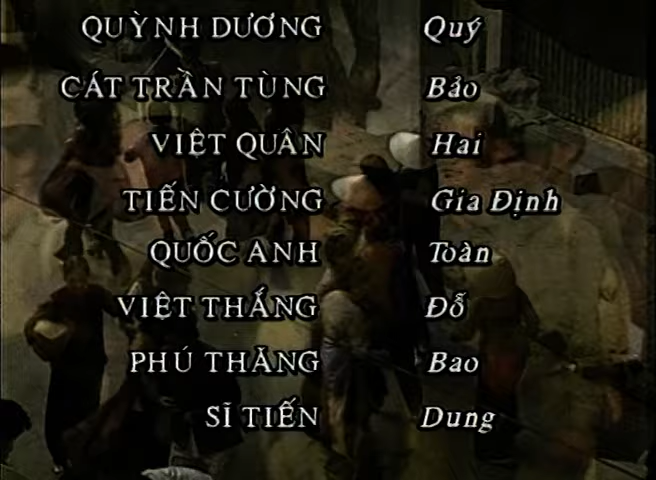 QUỲNH DƯƠNG Quý
CÁT TRẦN TÙNG Bảo
VIỆT QUÂN Hai
TIẾN CƯỜNG Gia Định
QUỐC ANH Toàn
VIỆT THẮNG Đỗ
PHÚ THĂNG Bao
SĨ TIẾN Dung